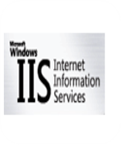 Microsoft
Windows
IIS Internet
Information
Services